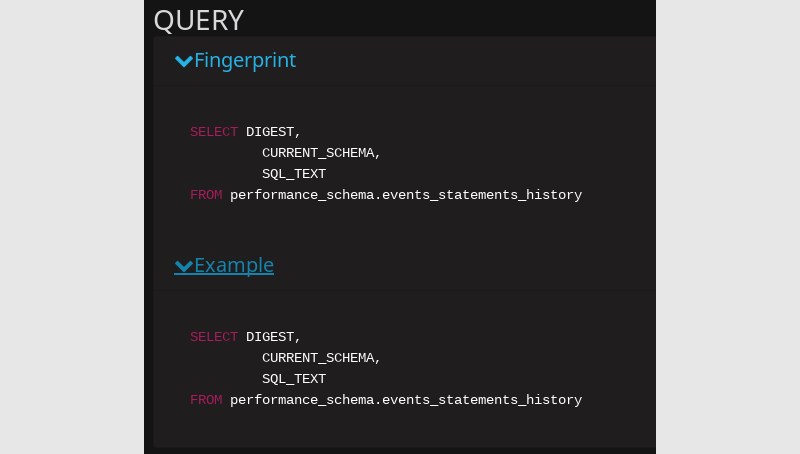 QUERY
Fingerprint
SELECT DIGEST,
CURRENT_SCHEMA,
SQL_TEXT
FROM performance_schema.events_statements_history
Example
SELECT DIGEST,
CURRENT_SCHEMA,
SQL_TEXT
FROM performance_schema.events_statements_history